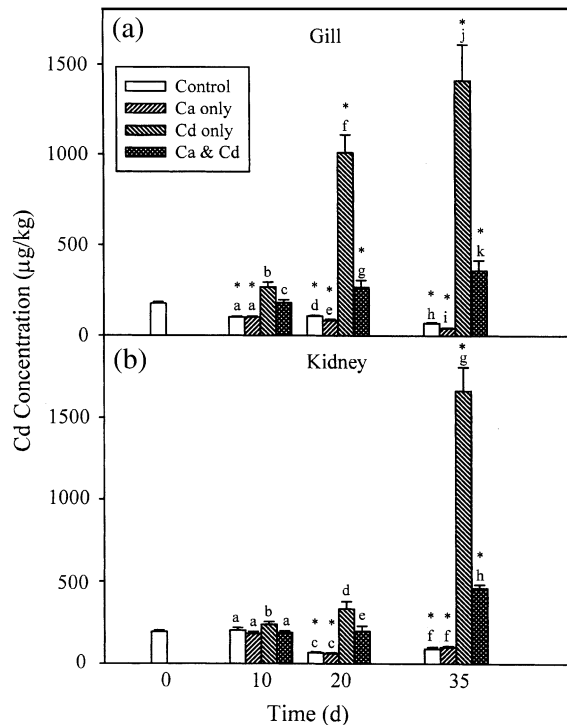 (a)
Gill
Control
Ca only
Cd only
Ca & Cd
1500
1000
500
0
* * * * * * * * * *
a a b c d e f g h i j k
(b)
Kidney
1500
1000
500
0
* * * * * *
a a b a c c d e f f g h
0 10 20 35
Time (d)
Cd Concentration (µg/kg)